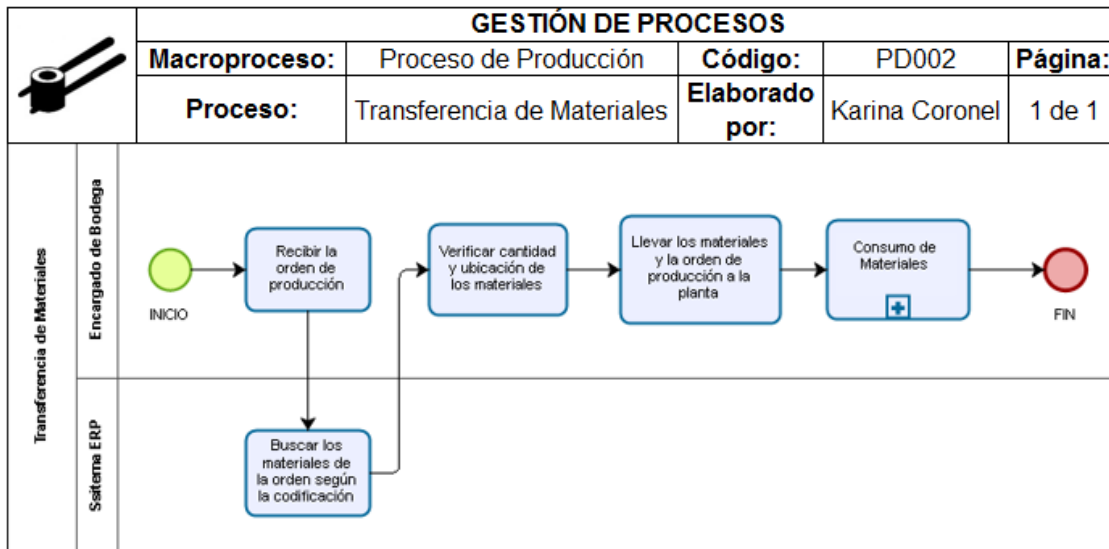 GESTIÓN DE PROCESOS
Macroproceso: Proceso de Producción Código: PD002 Página:
Proceso: Transferencia de Materiales Elaborado
por: Karina Coronel 1 de 1
Transferencia de Materiales
Encargado de Bodega
INICIO
Recibir la
orden de
producción
Verificar cantidad
y ubicación de
los materiales
Llevar los materiales
y la orden de
producción a la
planta
Consumo de
Materiales
FIN
Ssitema ERP
Buscar los
materiales de
la orden según
la codificación